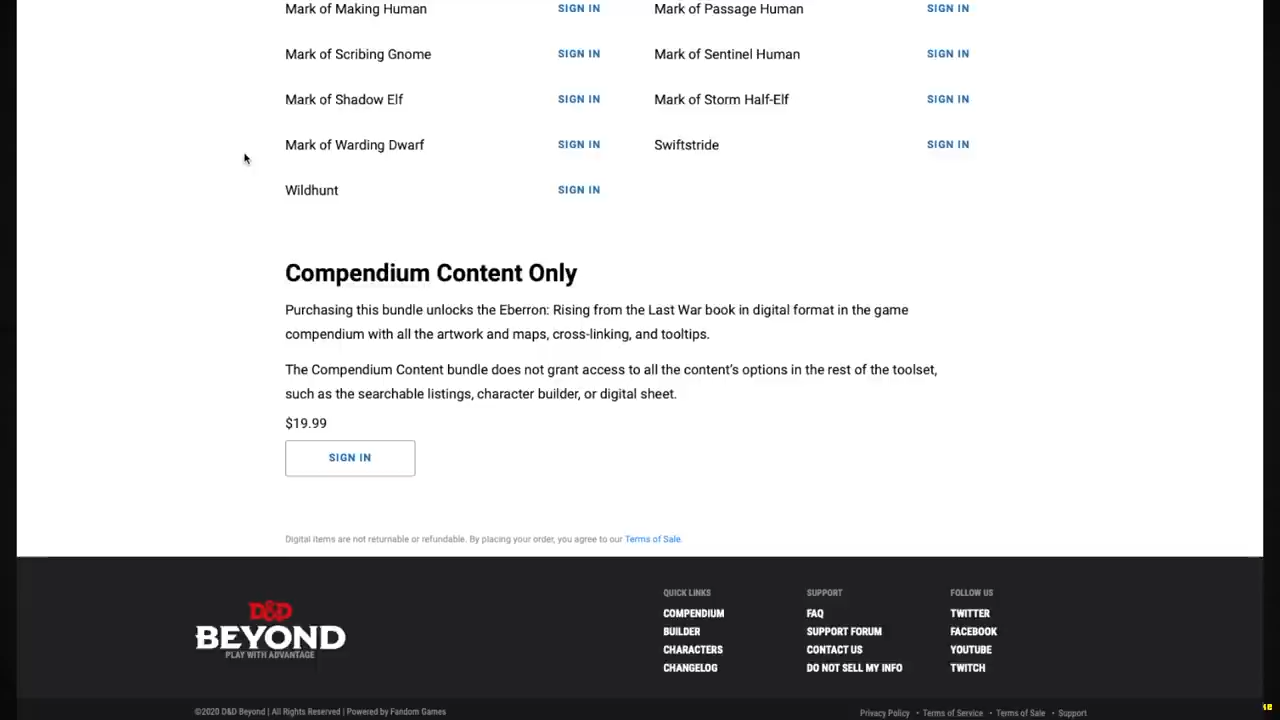 Mark of Making Human SIGN IN Mark of Passage Human SIGN IN
Mark of Scribing Gnome SIGN IN Mark of Sentinel Human SIGN IN
Mark of Shadow Elf SIGN IN Mark of Storm Half-Elf SIGN IN
Mark of Warding Dwarf SIGN IN Swiftstride SIGN IN
Wildhunt SIGN IN
Compendium Content Only
Purchasing this bundle unlocks the Eberron: Rising from the Last War book in digital format in the game
compendium with all the artwork and maps, cross-linking, and tooltips.
The Compendium Content bundle does not grant access to all the content's options in the rest of the toolset,
such as the searchable listings, character builder, or digital sheet.
$19.99
SIGN IN
Digital items are not returnable or refundable. By placing your order, you agree to our Terms of Sale.
D&D
BEYOND
PLAY WITH ADVANTAGE
QUICK LINKS
COMPENDIUM
BUILDER
CHARACTERS
CHANGELOG
SUPPORT
FAQ
SUPPORT FORUM
CONTACT US
DO NOT SELL MY INFO
FOLLOW US
TWITTER
FACEBOOK
YOUTUBE
TWITCH
©2020 D&D Beyond | All Rights Reserved | Powered by Fandom Games
Privacy Policy • Terms of Service • Terms of Sale • Support